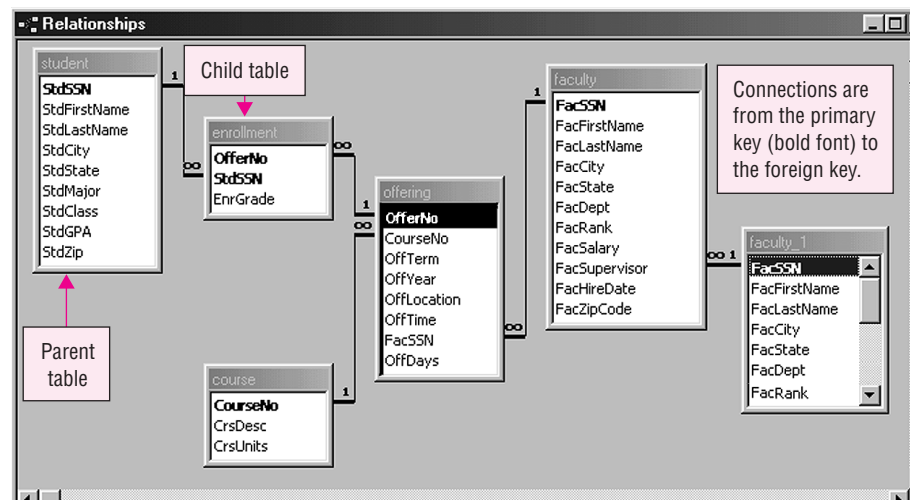 Relationships
student
StdSSN
StdFirstName
StdLastName
StdCity
StdState
StdMajor
StdClass
StdGPA
StdZip
Parent
table
1
∞
Child table
enrollment
OfferNo
StdSSN
EnrGrade
∞
1
∞
course
CourseNo
CrsDesc
CrsUnits
1
offering
OfferNo
CourseNo
OffTerm
OffYear
OffLocation
OffTime
FacSSN
OffDays
∞
1
faculty
FacSSN
FacFirstName
FacLastName
FacCity
FacState
FacDept
FacRank
FacSalary
FacSupervisor
FacHireDate
FacZipCode
∞ 1
Connections are
from the primary
key (bold font) to
the foreign key.
faculty_1
FacSSN
FacFirstName
FacLastName
FacCity
FacState
FacDept
FacRank